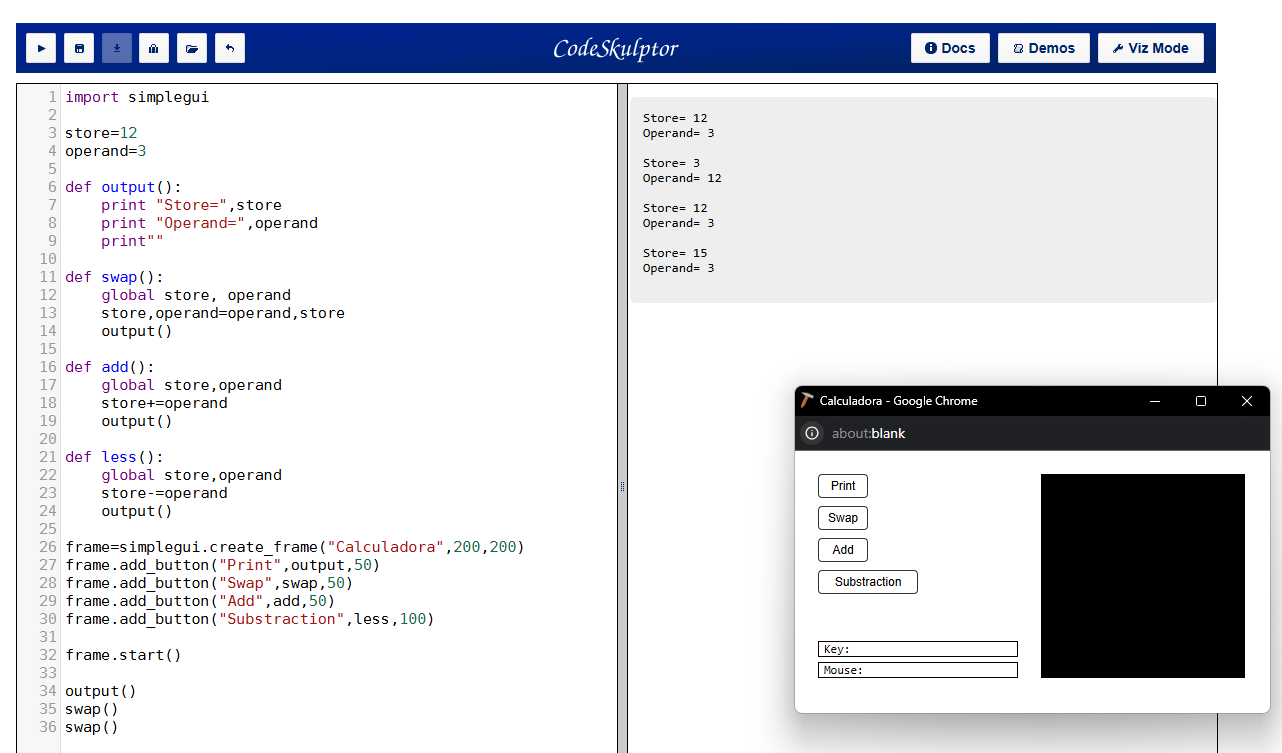 CodeSkulptor
Docs
Demos
Viz Mode
1 import simplegui
2
3 store=12
4 operand=3
5
6 def output():
7     print "Store=",store
8     print "Operand=",operand
9     print""
10
11 def swap():
12     global store, operand
13     store,operand=operand,store
14     output()
15
16 def add():
17     global store,operand
18     store+=operand
19     output()
20
21 def less():
22     global store,operand
23     store-=operand
24     output()
25
26 frame=simplegui.create_frame("Calculadora",200,200)
27 frame.add_button("Print",output,50)
28 frame.add_button("Swap",swap,50)
29 frame.add_button("Add",add,50)
30 frame.add_button("Substraction",less,100)
31
32 frame.start()
33
34 output()
35 swap()
36 swap()
Store= 12
Operand= 3
Store= 3
Operand= 12
Store= 12
Operand= 3
Store= 15
Operand= 3
Calculadora - Google Chrome
about:blank
Print
Swap
Add
Substraction
Key:
Mouse: